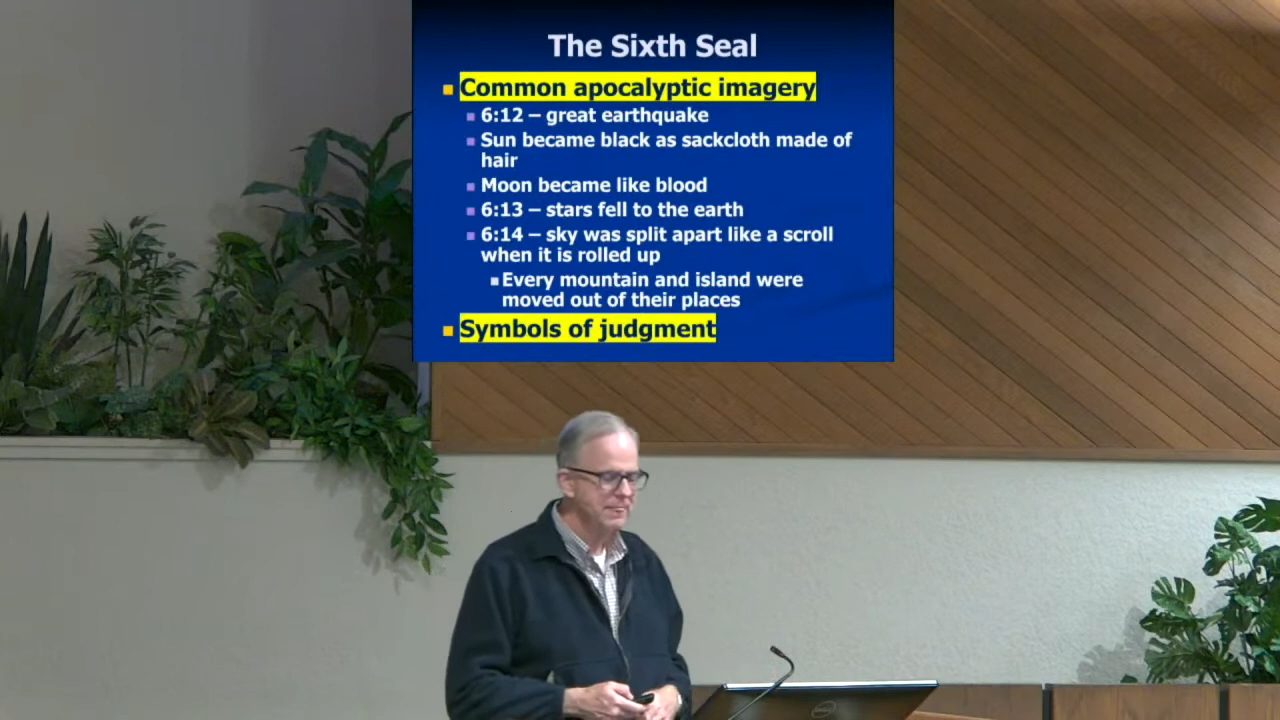 The Sixth Seal
Common apocalyptic imagery
6:12 – great earthquake
Sun became black as sackcloth made of
hair
Moon became like blood
6:13 – stars fell to the earth
6:14 – sky was split apart like a scroll
when it is rolled up
Every mountain and island were
moved out of their places
Symbols of judgment